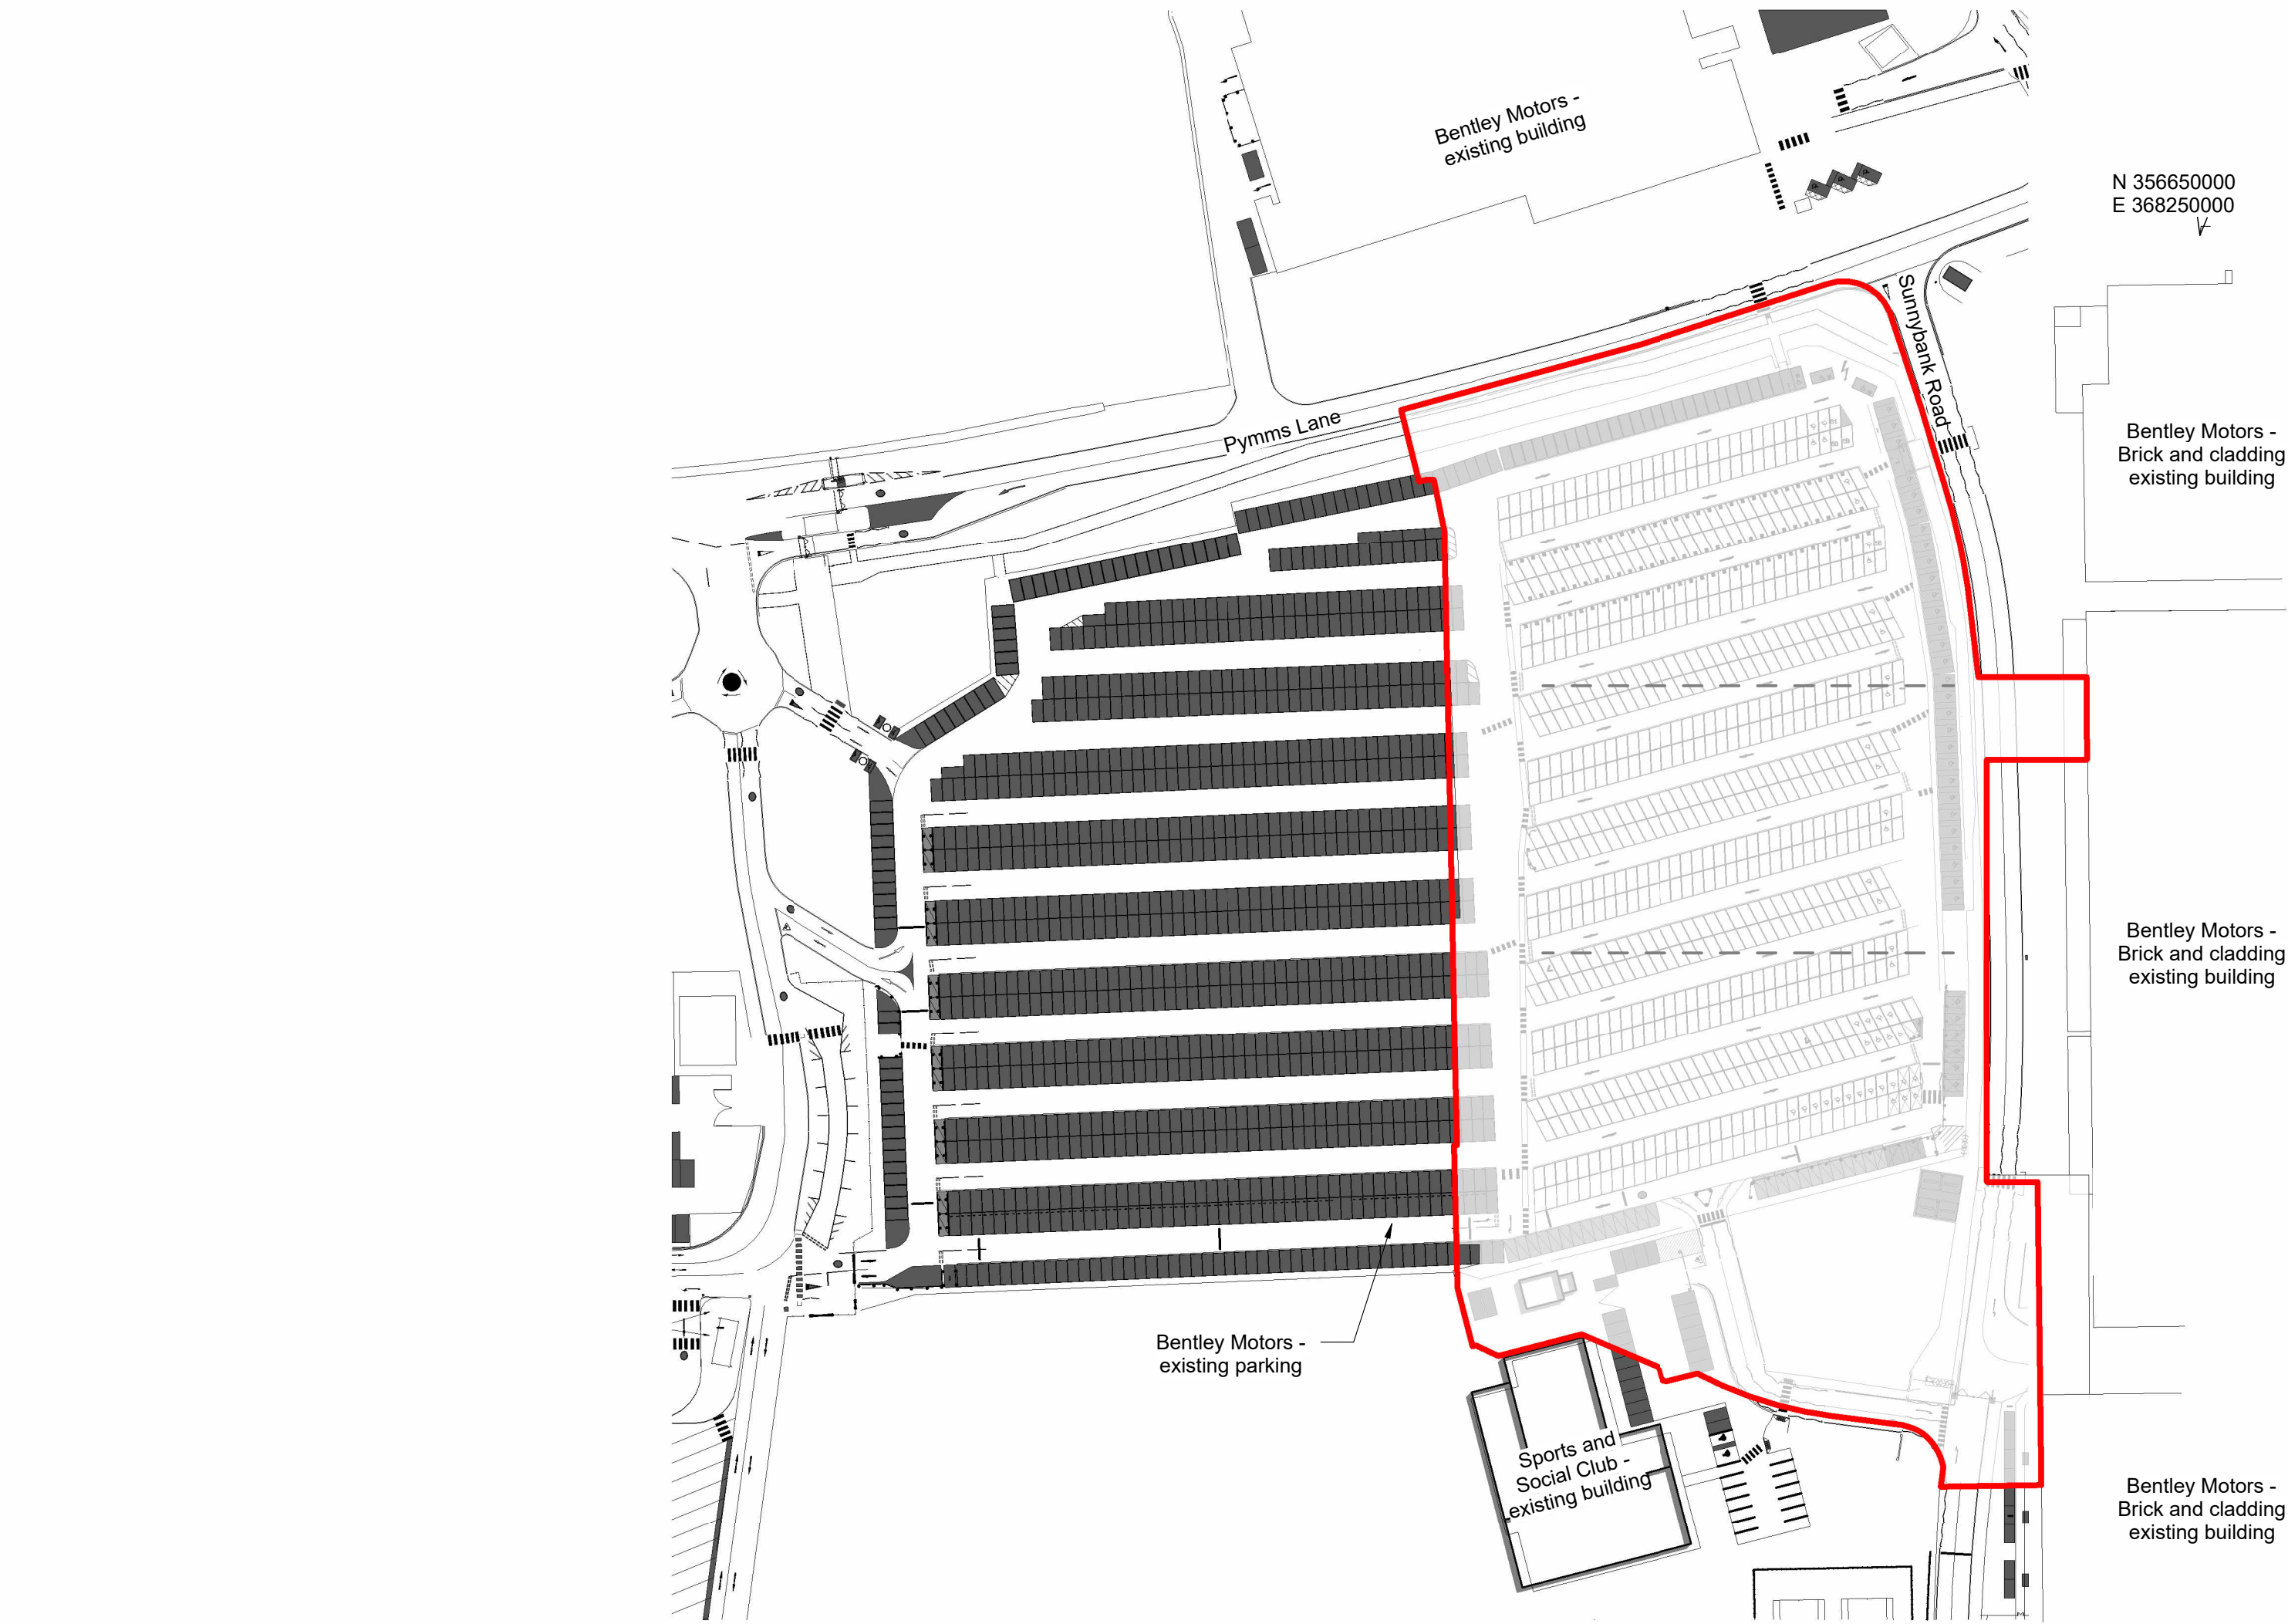 Bentley Motors -
existing building
N 356650000
E 368250000
Sunnybank Road
Pymms Lane
Bentley Motors -
Brick and cladding
existing building
Bentley Motors -
Brick and cladding
existing building
Bentley Motors -
existing parking
Sports and
Social Club -
existing building
Bentley Motors -
Brick and cladding
existing building